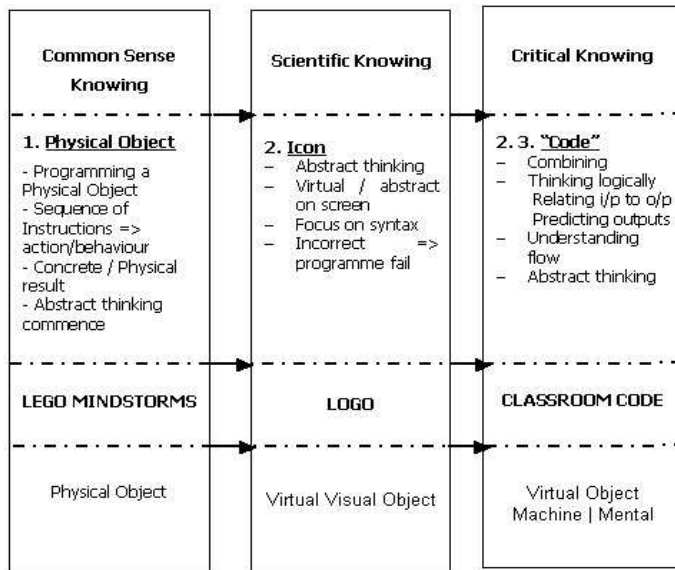 Common Sense
Knowing
1. Physical Object
- Programming a
Physical Object
- Sequence of
Instructions =>
action/behaviour
- Concrete / Physical
result
- Abstract thinking
commence
LEGO MINDSTORMS
Physical Object
Scientific Knowing
2. Icon
– Abstract thinking
– Virtual / abstract
on screen
– Focus on syntax
– Incorrect =>
programme fail
LOGO
Virtual Visual Object
Critical Knowing
2. 3. “Code”
– Combining
– Thinking logically
Relating i/p to o/p
Predicting outputs
– Understanding
flow
– Abstract thinking
CLASSROOM CODE
Virtual Object
Machine | Mental